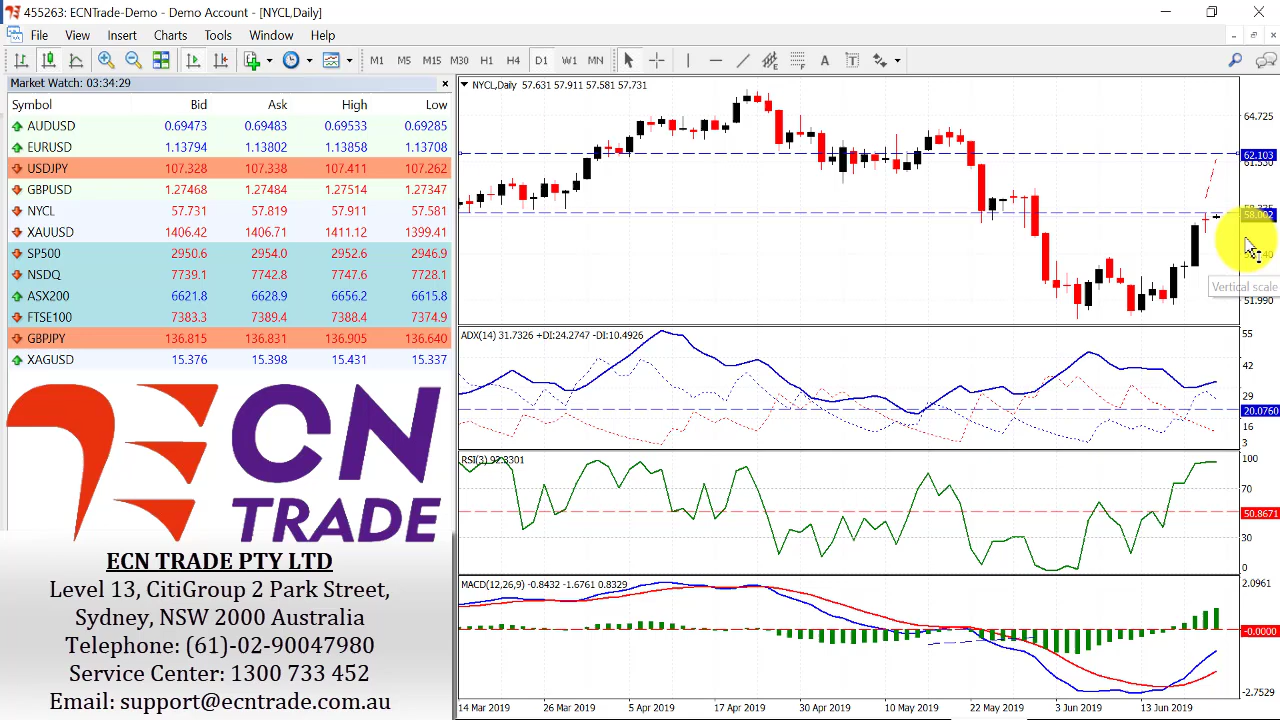 455263: ECNTrade-Demo - Demo Account - [NYCL,Daily]
File View Insert Charts Tools Window Help
M1 M5 M15 M30 H1 H4 D1 W1 MN
Market Watch: 03:34:29
Symbol Bid Ask High Low
AUDUSD 0.69473 0.69483 0.69533 0.69285
EURUSD 1.13794 1.13802 1.13858 1.13708
USDJPY 107.328 107.338 107.411 107.262
GBPUSD 1.27468 1.27484 1.27514 1.27347
NYCL 57.731 57.819 57.911 57.581
XAUUSD 1406.42 1406.71 1411.12 1399.41
SP500 2950.6 2954.0 2952.6 2946.9
NSDQ 7739.1 7742.8 7747.6 7728.1
ASX200 6621.8 6628.9 6656.2 6615.8
FTSE100 7383.3 7389.4 7388.4 7374.9
GBPJPY 136.815 136.831 136.905 136.640
XAGUSD 15.376 15.398 15.431 15.337
ECN
TRADE
ECN TRADE PTY LTD
Level 13, CitiGroup 2 Park Street,
Sydney, NSW 2000 Australia
Telephone: (61)-02-90047980
Service Center: 1300 733 452
Email: support@ecntrade.com.au
NYCL,Daily 57.631 57.911 57.581 57.731
64.725
62.103
58.002
Vertical scale
51.990
ADX(14) 31.7326 +DI:24.2747 -DI:10.4926
55
42
29
20.0760
16
3
RSI(3) 92.3301
100
70
50.8671
30
0
MACD(12,26,9) -0.8432 -1.6761 0.8329
2.0961
-0.0000
-2.7529
14 Mar 2019 26 Mar 2019 5 Apr 2019 17 Apr 2019 30 Apr 2019 10 May 2019 22 May 2019 3 Jun 2019 13 Jun 2019